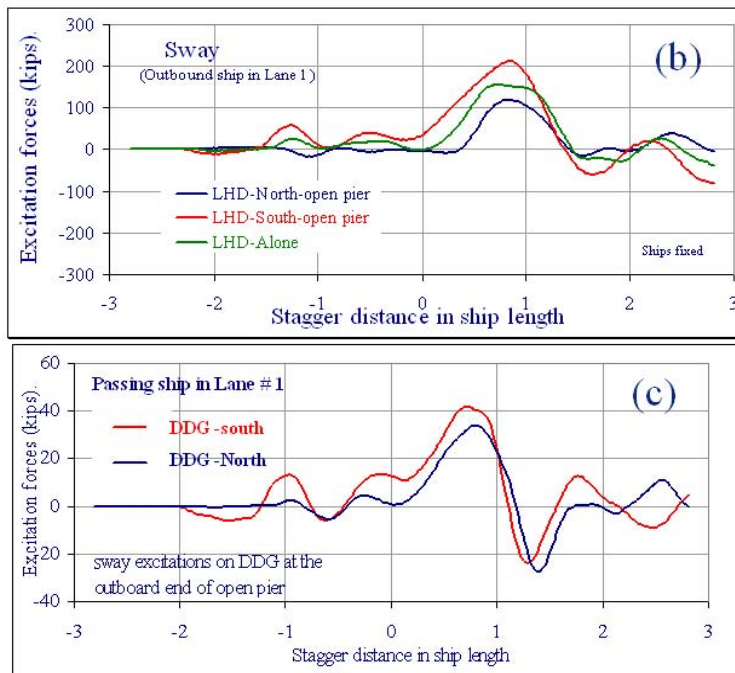 300
200
100
0
-100
-200
-300
Excitation forces (kips).
Sway
(Outbound ship in Lane 1)
(b)
LHD-North-open pier
LHD-South-open pier
LHD-Alone
Ships fixed
-3 -2 -1 0 1 2 3
Stagger distance in ship length
60
40
20
0
-20
-40
Excitation forces (kips).
Passing ship in Lane # 1
(c)
DDG-south
DDG-North
sway excitations on DDG at the
outboard end of open pier
-3 -2 -1 0 1 2 3
Stagger distance in ship length